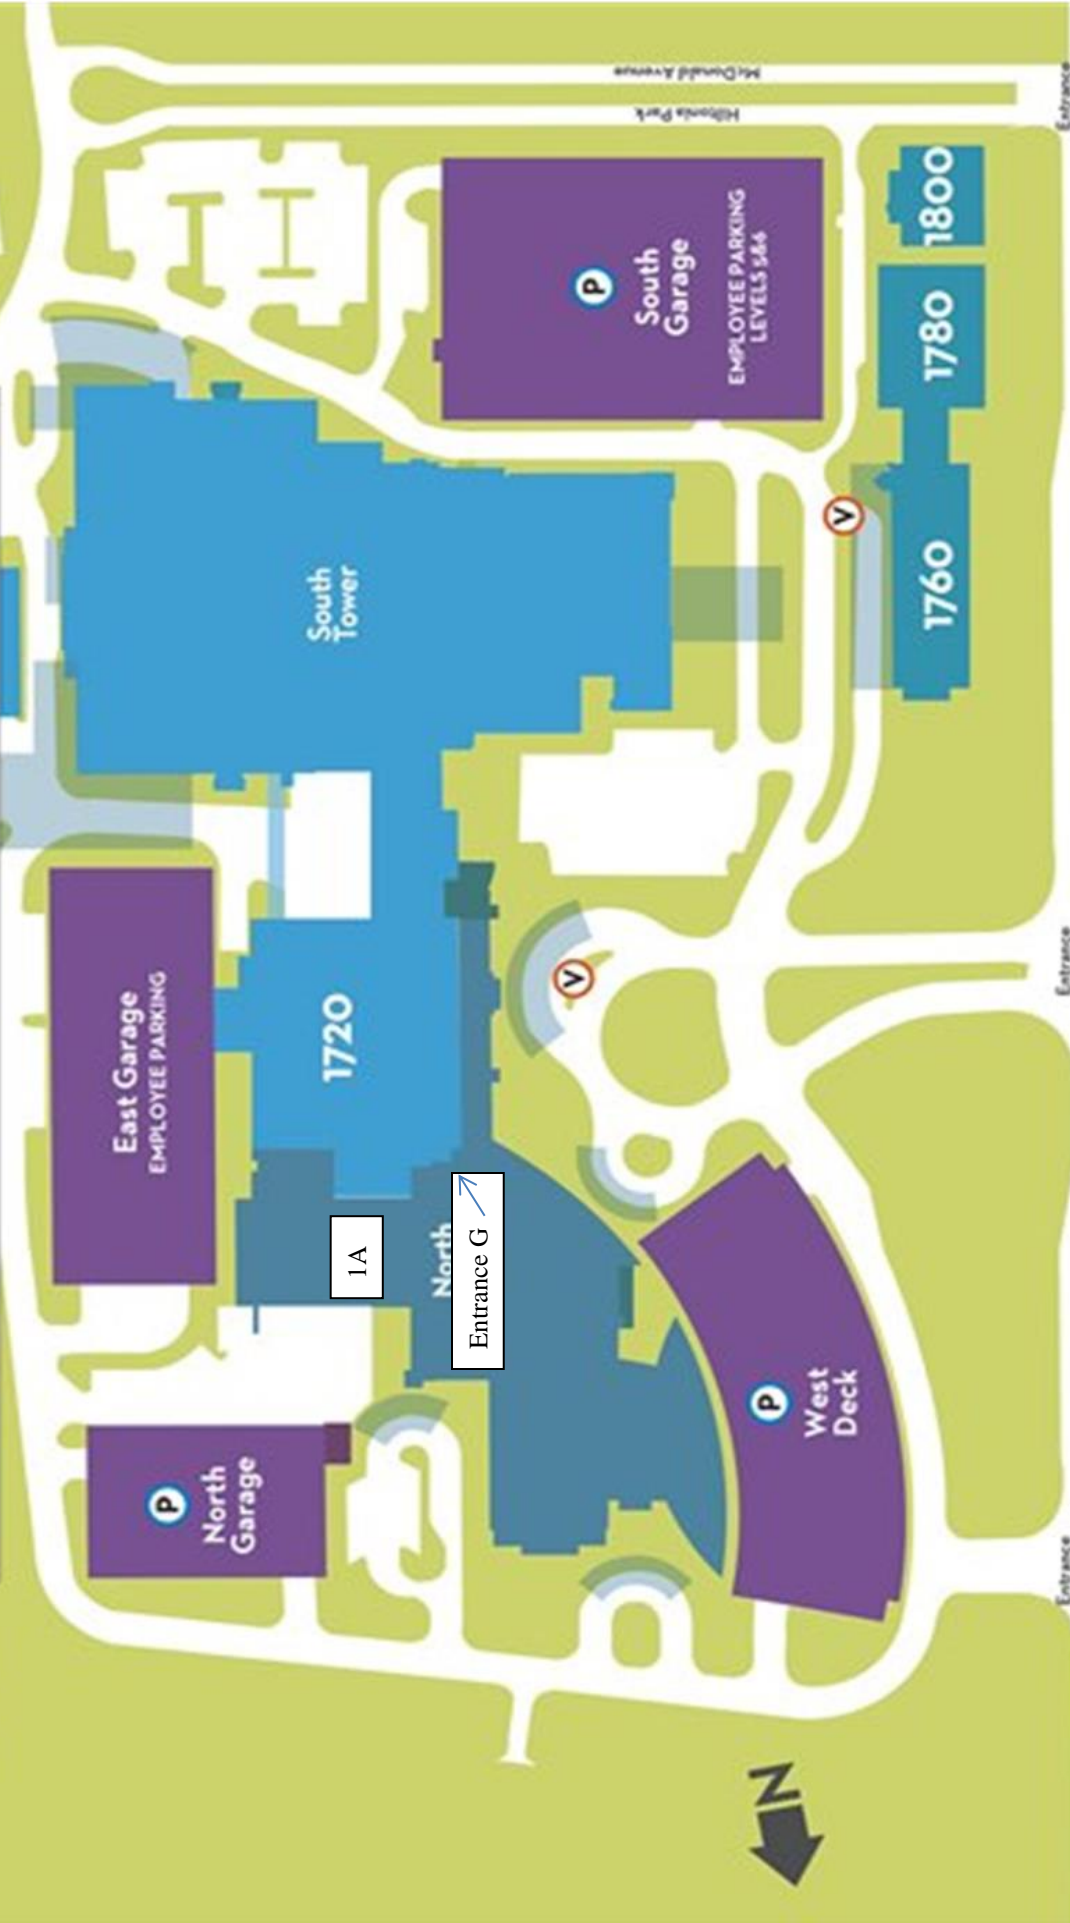 McDonald Avenue
Hiltonia Park
Entrance
1800
P
South
Garage
EMPLOYEE PARKING
LEVELS 5&6
1780
V
1760
South
Tower
East Garage
EMPLOYEE PARKING
1720
V
Entrance
1A
North
Entrance G
P
North
Garage
P
West
Deck
Entrance
N